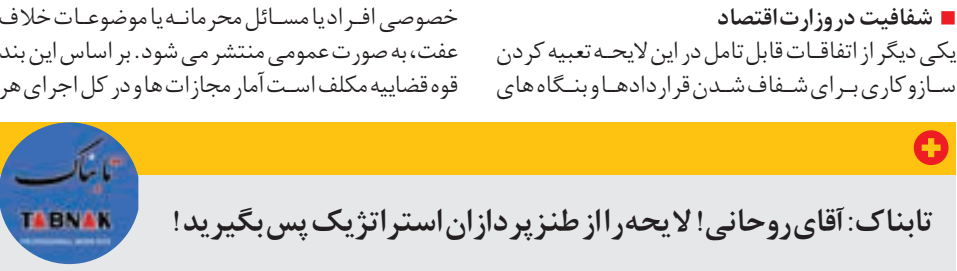 ■ شفافیت در وزارت اقتصاد
یکی دیگر از اتفاقات قابل تامل در این لایحه تعبیه کردن
سازوکاری برای شفاف شدن قراردادها و بنگاه های
خصوصی افراد یا مسائل محرمانه یا موضوعات خلاف
عفت، به صورت عمومی منتشر می شود. بر اساس این بند
قوه قضاییه مکلف است آمار مجازات ها و در کل اجرای هر
تابناک
TABNAK
تابناک: آقای روحانی! لایحه را از طنزپردازان استراتژیک پس بگیرید!